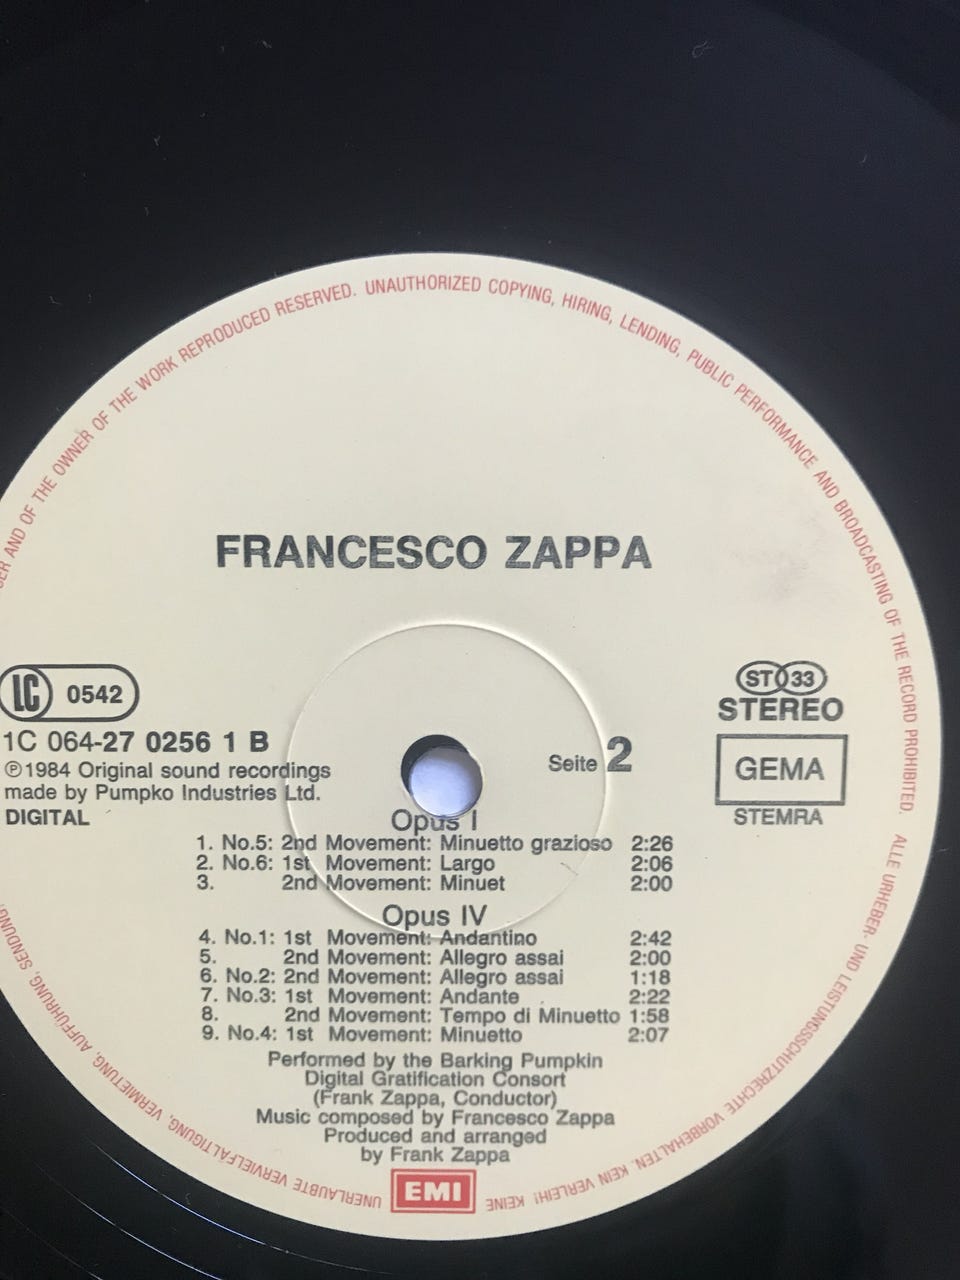 SER AND OF THE OWNER OF THE WORK REPRODUCED RESERVED. UNAUTHORIZED COPYING, HIRING, LENDING, PUBLIC PERFORMANCE AND BROADCASTING OF THE RECORD PROHIBITED. ALLE URHEBER- UND LEISTUNGSSCHUTZRECHTE VORBEHALTEN. KEIN VERLEIH! KEINE UNERLAUBTE VERVIELFÄLTIGUNG, VERMIETUNG, AUFFÜHRUNG, SENDUNG!
FRANCESCO ZAPPA
LC 0542
ST 33
STEREO
1C 064-27 0256 1 B
℗1984 Original sound recordings
made by Pumpko Industries Ltd.
DIGITAL
Seite 2
GEMA
STEMRA
Opus I
1. No.5: 2nd Movement: Minuetto grazioso 2:26
2. No.6: 1st Movement: Largo 2:06
3. 2nd Movement: Minuet 2:00
Opus IV
4. No.1: 1st Movement: Andantino 2:42
5. 2nd Movement: Allegro assai 2:00
6. No.2: 2nd Movement: Allegro assai 1:18
7. No.3: 1st Movement: Andante 2:22
8. 2nd Movement: Tempo di Minuetto 1:58
9. No.4: 1st Movement: Minuetto 2:07
Performed by the Barking Pumpkin
Digital Gratification Consort
(Frank Zappa, Conductor)
Music composed by Francesco Zappa
Produced and arranged
by Frank Zappa
EMI